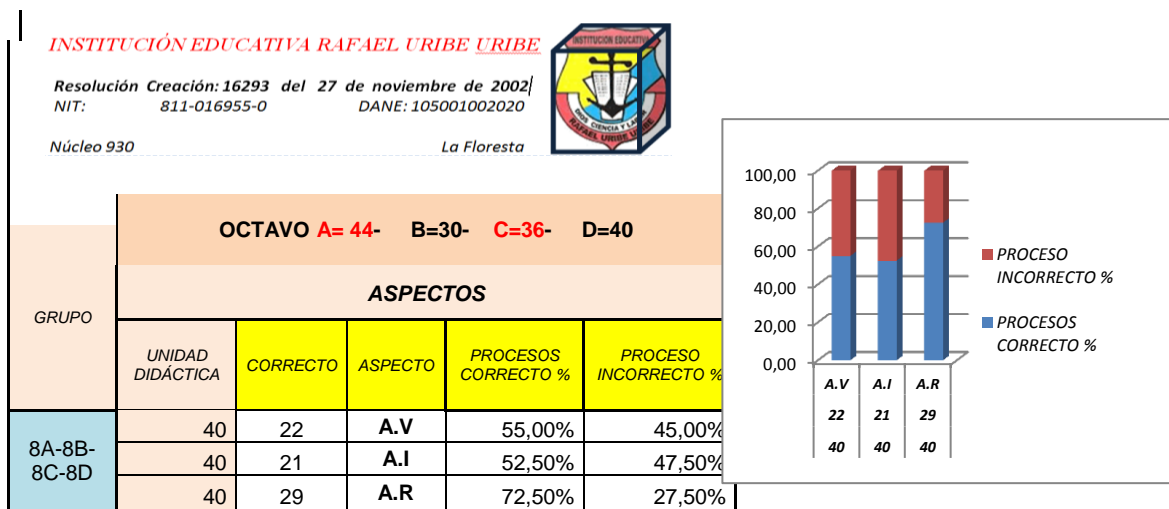 INSTITUCIÓN EDUCATIVA RAFAEL URIBE URIBE
Resolución Creación: 16293 del 27 de noviembre de 2002
NIT: 811-016955-0 DANE: 105001002020
Núcleo 930 La Floresta
INSTITUCION EDUCATIVA
DIOS CIENCIA Y LABOR
RAFAEL URIBE URIBE
OCTAVO A= 44- B=30- C=36- D=40
GRUPO
ASPECTOS
UNIDAD DIDÁCTICA CORRECTO ASPECTO PROCESOS CORRECTO % PROCESO INCORRECTO %
8A-8B-8C-8D
40 22 A.V 55,00% 45,00%
40 21 A.I 52,50% 47,50%
40 29 A.R 72,50% 27,50%
100,00
80,00
60,00
40,00
20,00
0,00
A.V A.I A.R
22 21 29
40 40 40
PROCESO
INCORRECTO %
PROCESOS
CORRECTO %